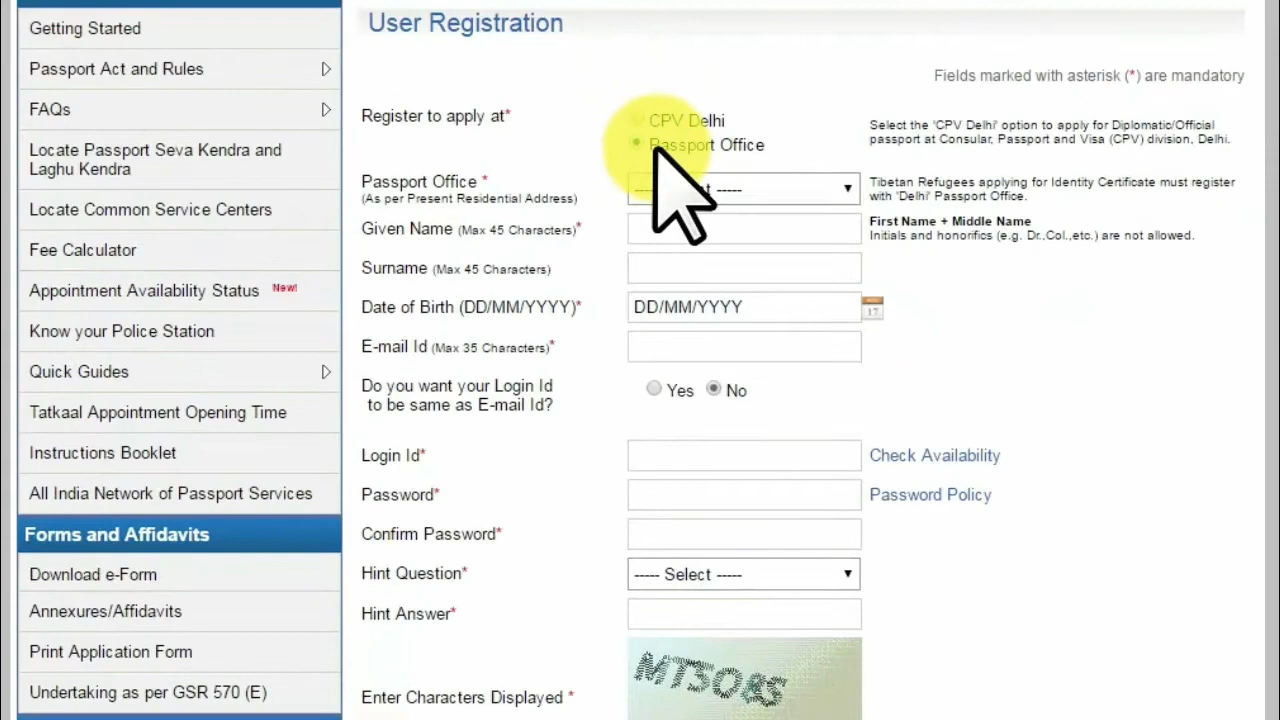 Getting Started
Passport Act and Rules
FAQs
Locate Passport Seva Kendra and
Laghu Kendra
Locate Common Service Centers
Fee Calculator
Appointment Availability Status New!
Know your Police Station
Quick Guides
Tatkaal Appointment Opening Time
Instructions Booklet
All India Network of Passport Services
Forms and Affidavits
Download e-Form
Annexures/Affidavits
Print Application Form
Undertaking as per GSR 570 (E)
User Registration
Fields marked with asterisk (*) are mandatory
Register to apply at*
CPV Delhi
Passport Office
Select the 'CPV Delhi' option to apply for Diplomatic/Official
passport at Consular, Passport and Visa (CPV) division, Delhi.
Passport Office *
(As per Present Residential Address)
Tibetan Refugees applying for Identity Certificate must register
with 'Delhi' Passport Office.
Given Name (Max 45 Characters)*
First Name + Middle Name
Initials and honorifics (e.g. Dr.,Col.,etc.) are not allowed.
Surname (Max 45 Characters)
Date of Birth (DD/MM/YYYY)*
DD/MM/YYYY
17
E-mail Id (Max 35 Characters)*
Do you want your Login Id
to be same as E-mail Id?
Yes No
Login Id*
Check Availability
Password*
Password Policy
Confirm Password*
Hint Question*
----- Select -----
Hint Answer*
Enter Characters Displayed *